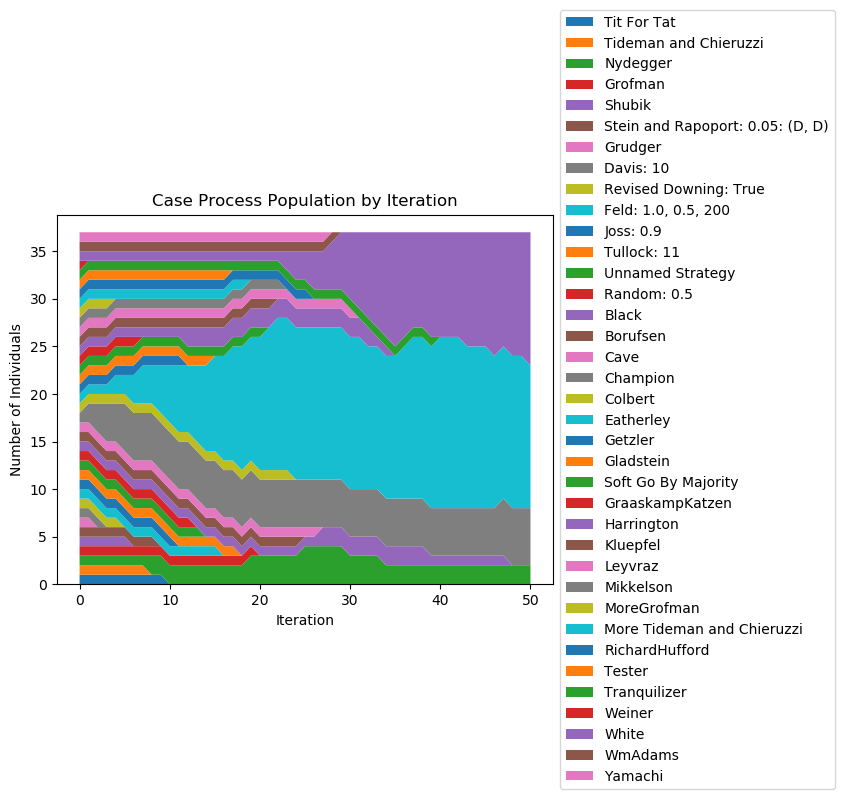 Case Process Population by Iteration
Number of Individuals
35
30
25
20
15
10
5
0
0 10 20 30 40 50
Iteration
Tit For Tat
Tideman and Chieruzzi
Nydegger
Grofman
Shubik
Stein and Rapoport: 0.05: (D, D)
Grudger
Davis: 10
Revised Downing: True
Feld: 1.0, 0.5, 200
Joss: 0.9
Tullock: 11
Unnamed Strategy
Random: 0.5
Black
Borufsen
Cave
Champion
Colbert
Eatherley
Getzler
Gladstein
Soft Go By Majority
GraaskampKatzen
Harrington
Kluepfel
Leyvraz
Mikkelson
MoreGrofman
More Tideman and Chieruzzi
RichardHufford
Tester
Tranquilizer
Weiner
White
WmAdams
Yamachi